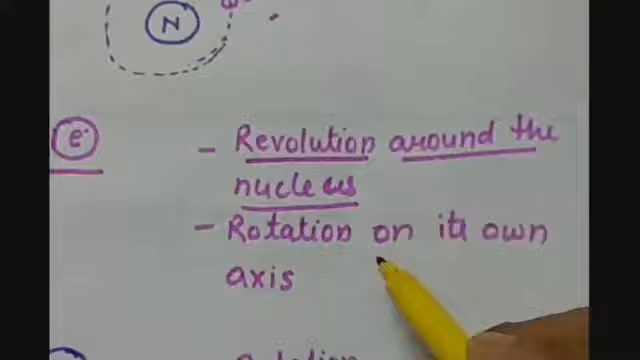 N
e⁻ - Revolution around the
nucleus
- Rotation on its own
axis